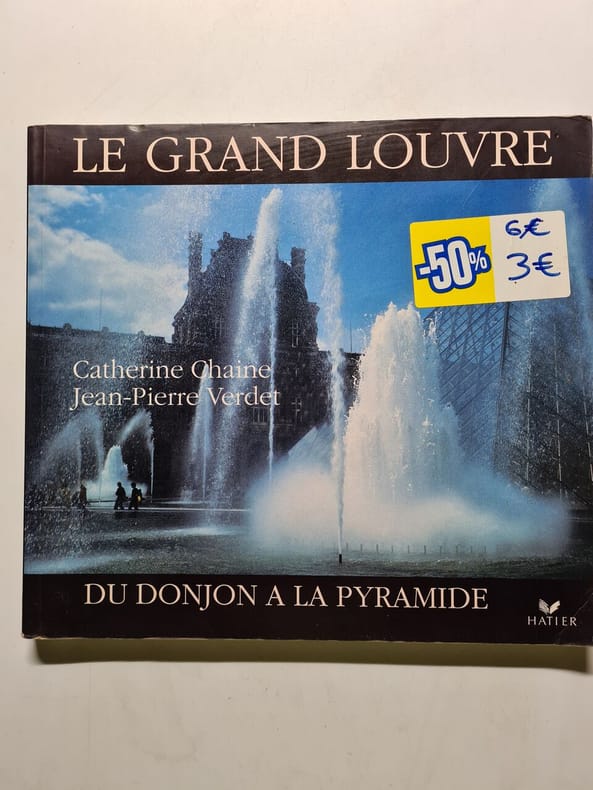 LE GRAND LOUVRE
-50%
6,€
3€
Catherine Chaine
Jean-Pierre Verdet
DU DONJON A LA PYRAMIDE
HATIER